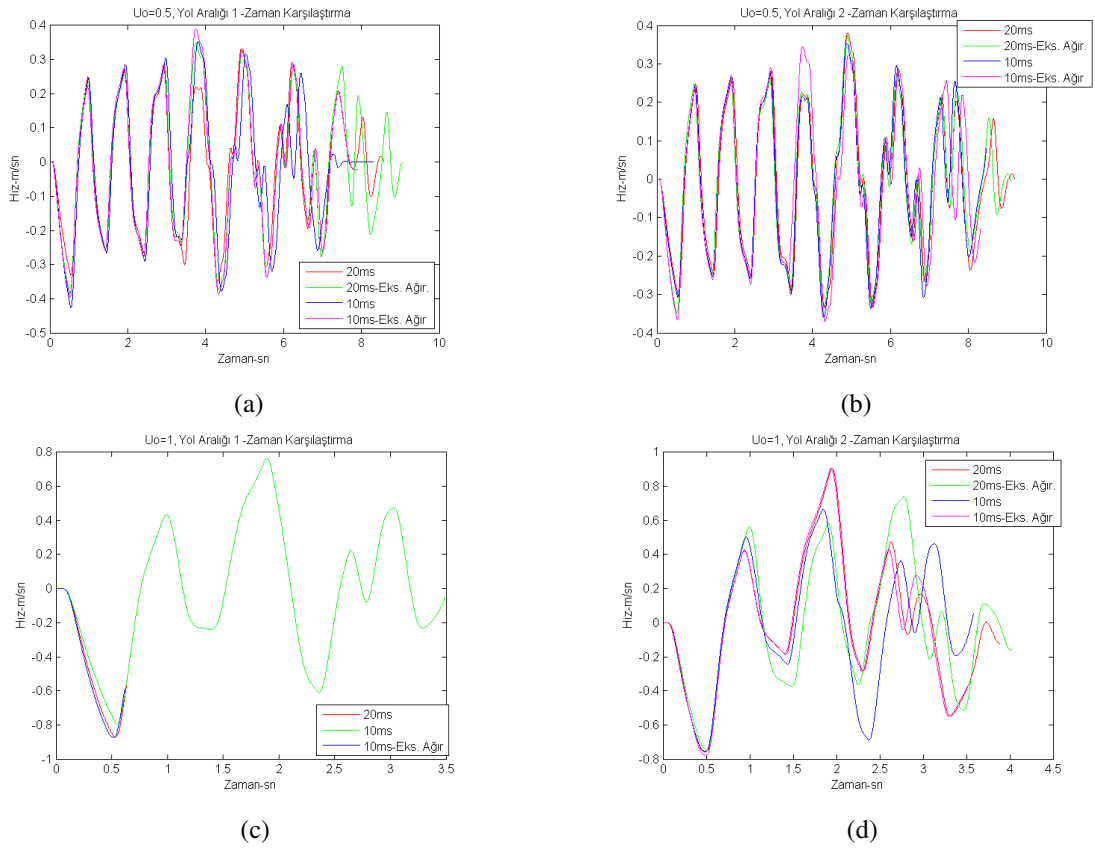 Uo=0.5, Yol Aralığı 1 -Zaman Karşılaştırma
Hız-m/sn
0.4
0.3
0.2
0.1
0
-0.1
-0.2
-0.3
-0.4
-0.5
0 2 4 6 8 10
Zaman-sn
20ms
20ms-Eks. Ağır.
10ms
10ms-Eks. Ağır
(a)
Uo=0.5, Yol Aralığı 2 -Zaman Karşılaştırma
Hız-m/sn
0.4
0.3
0.2
0.1
0
-0.1
-0.2
-0.3
-0.4
0 2 4 6 8 10
Zaman-sn
20ms
20ms-Eks. Ağır.
10ms
10ms-Eks. Ağır
(b)
Uo=1, Yol Aralığı 1 -Zaman Karşılaştırma
Hız-m/sn
0.8
0.6
0.4
0.2
0
-0.2
-0.4
-0.6
-0.8
-1
0 0.5 1 1.5 2 2.5 3 3.5
Zaman-sn
20ms
10ms
10ms-Eks. Ağır
(c)
Uo=1, Yol Aralığı 2 -Zaman Karşılaştırma
Hız-m/sn
1
0.8
0.6
0.4
0.2
0
-0.2
-0.4
-0.6
-0.8
0 0.5 1 1.5 2 2.5 3 3.5 4 4.5
Zaman-sn
20ms
20ms-Eks. Ağır.
10ms
10ms-Eks. Ağır
(d)